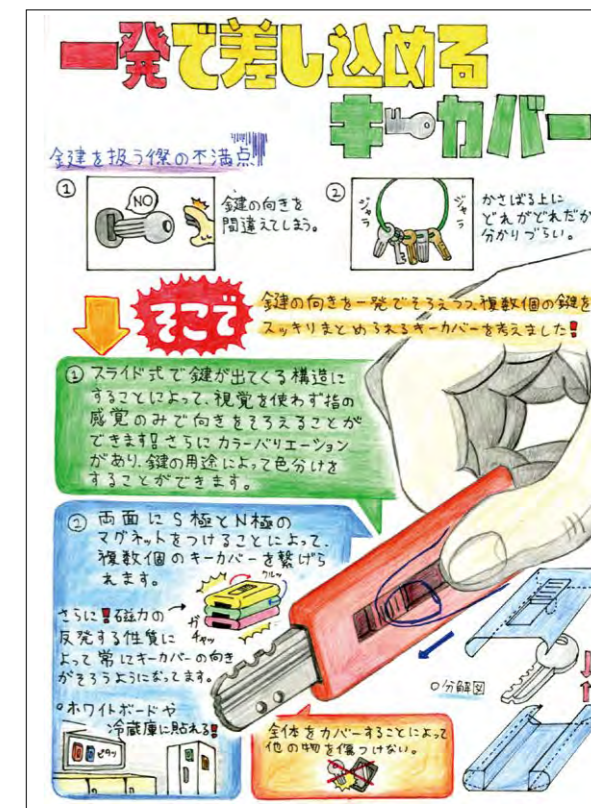 一発で差し込める
キーカバー
鍵を扱う際の不満点
①
NO
鍵の向きを
間違えてしまう。
②
ジャラ
ジャラ
かさばる上に
どれがどれだか
分かりづらい。
そこで
鍵の向きを一発でそろえつつ、複数個の鍵を
スッキリまとめられるキーカバーを考えました!
① スライド式で鍵が出てくる構造に
することによって、視覚を使わず指の
感覚のみで向きをそろえることが
できます!さらにカラーバリエーション
があり、鍵の用途によって色分けを
することができます。
② 両面にS極とN極の
マグネットをつけることによって、
複数個のキーカバーを繋げら
れます。
クルッ
ガチャッ
さらに!磁力の
反発する性質に
よって常にキーカバーの向き
がそろうようになってます。
○ホワイトボードや
冷蔵庫に貼れる!
ピタッ
全体をカバーすることによって
他の物を傷つけない。
○分解図